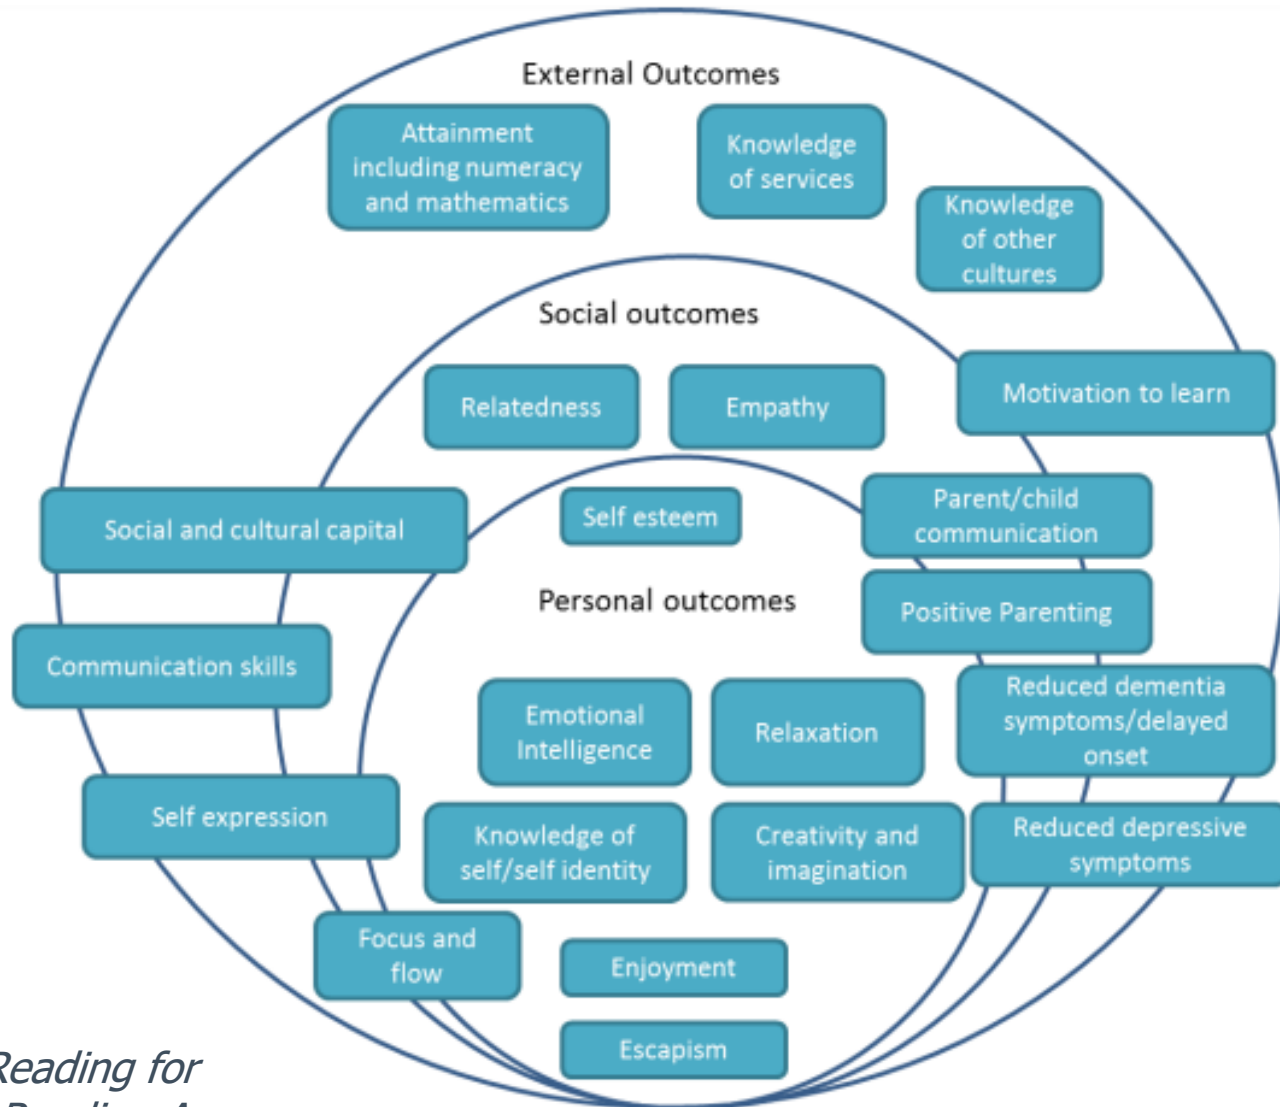 External Outcomes
Attainment
including numeracy
and mathematics
Knowledge
of services
Knowledge
of other
cultures
Social outcomes
Relatedness
Empathy
Motivation to learn
Social and cultural capital
Self esteem
Parent/child
communication
Personal outcomes
Positive Parenting
Communication skills
Emotional
Intelligence
Relaxation
Reduced dementia
symptoms/delayed
onset
Self expression
Knowledge of
self/self identity
Creativity and
imagination
Reduced depressive
symptoms
Focus and
flow
Enjoyment
Escapism
Reading for
Reading: A